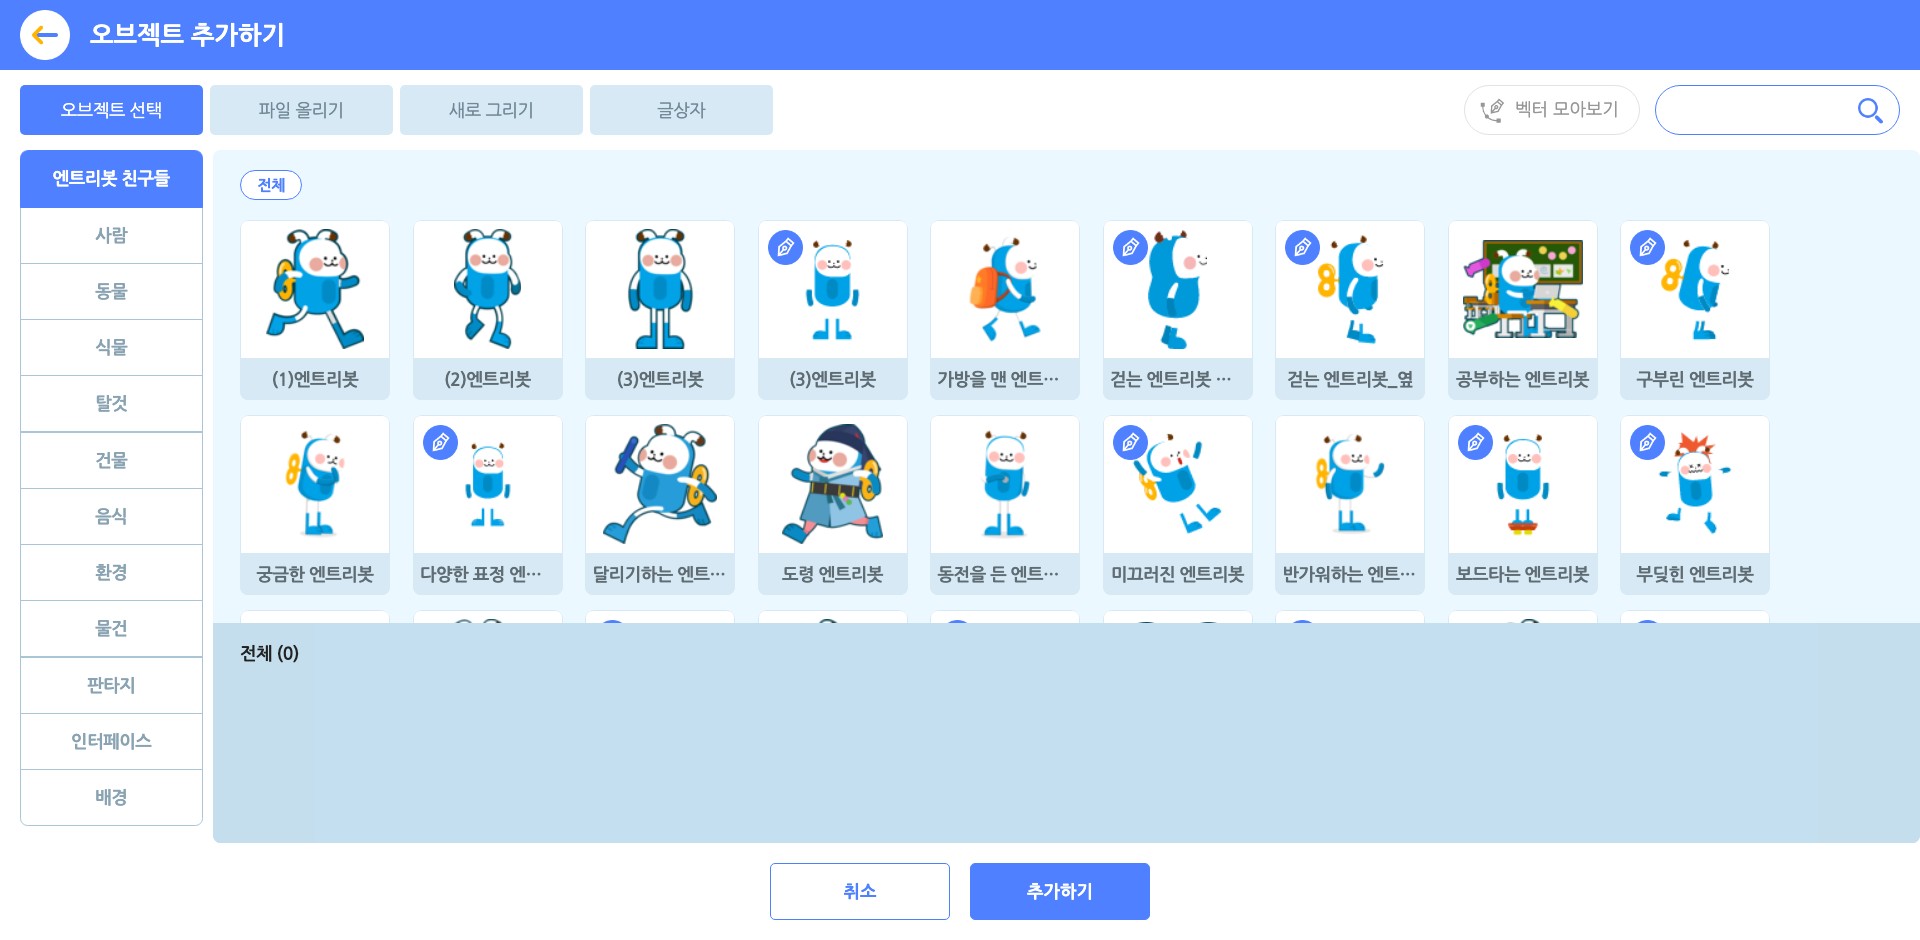 오브젝트 추가하기
오브젝트 선택
파일 올리기
새로 그리기
글상자
벡터 모아보기
엔트리봇 친구들
사람
동물
식물
탈것
건물
음식
환경
물건
판타지
인터페이스
배경
전체
(1)엔트리봇
(2)엔트리봇
(3)엔트리봇
(3)엔트리봇
가방을 맨 엔트…
걷는 엔트리봇 …
걷는 엔트리봇_옆
공부하는 엔트리봇
구부린 엔트리봇
궁금한 엔트리봇
다양한 표정 엔…
달리기하는 엔트…
도령 엔트리봇
동전을 든 엔트…
미끄러진 엔트리봇
반가워하는 엔트…
보드타는 엔트리봇
부딪힌 엔트리봇
전체 (0)
취소
추가하기